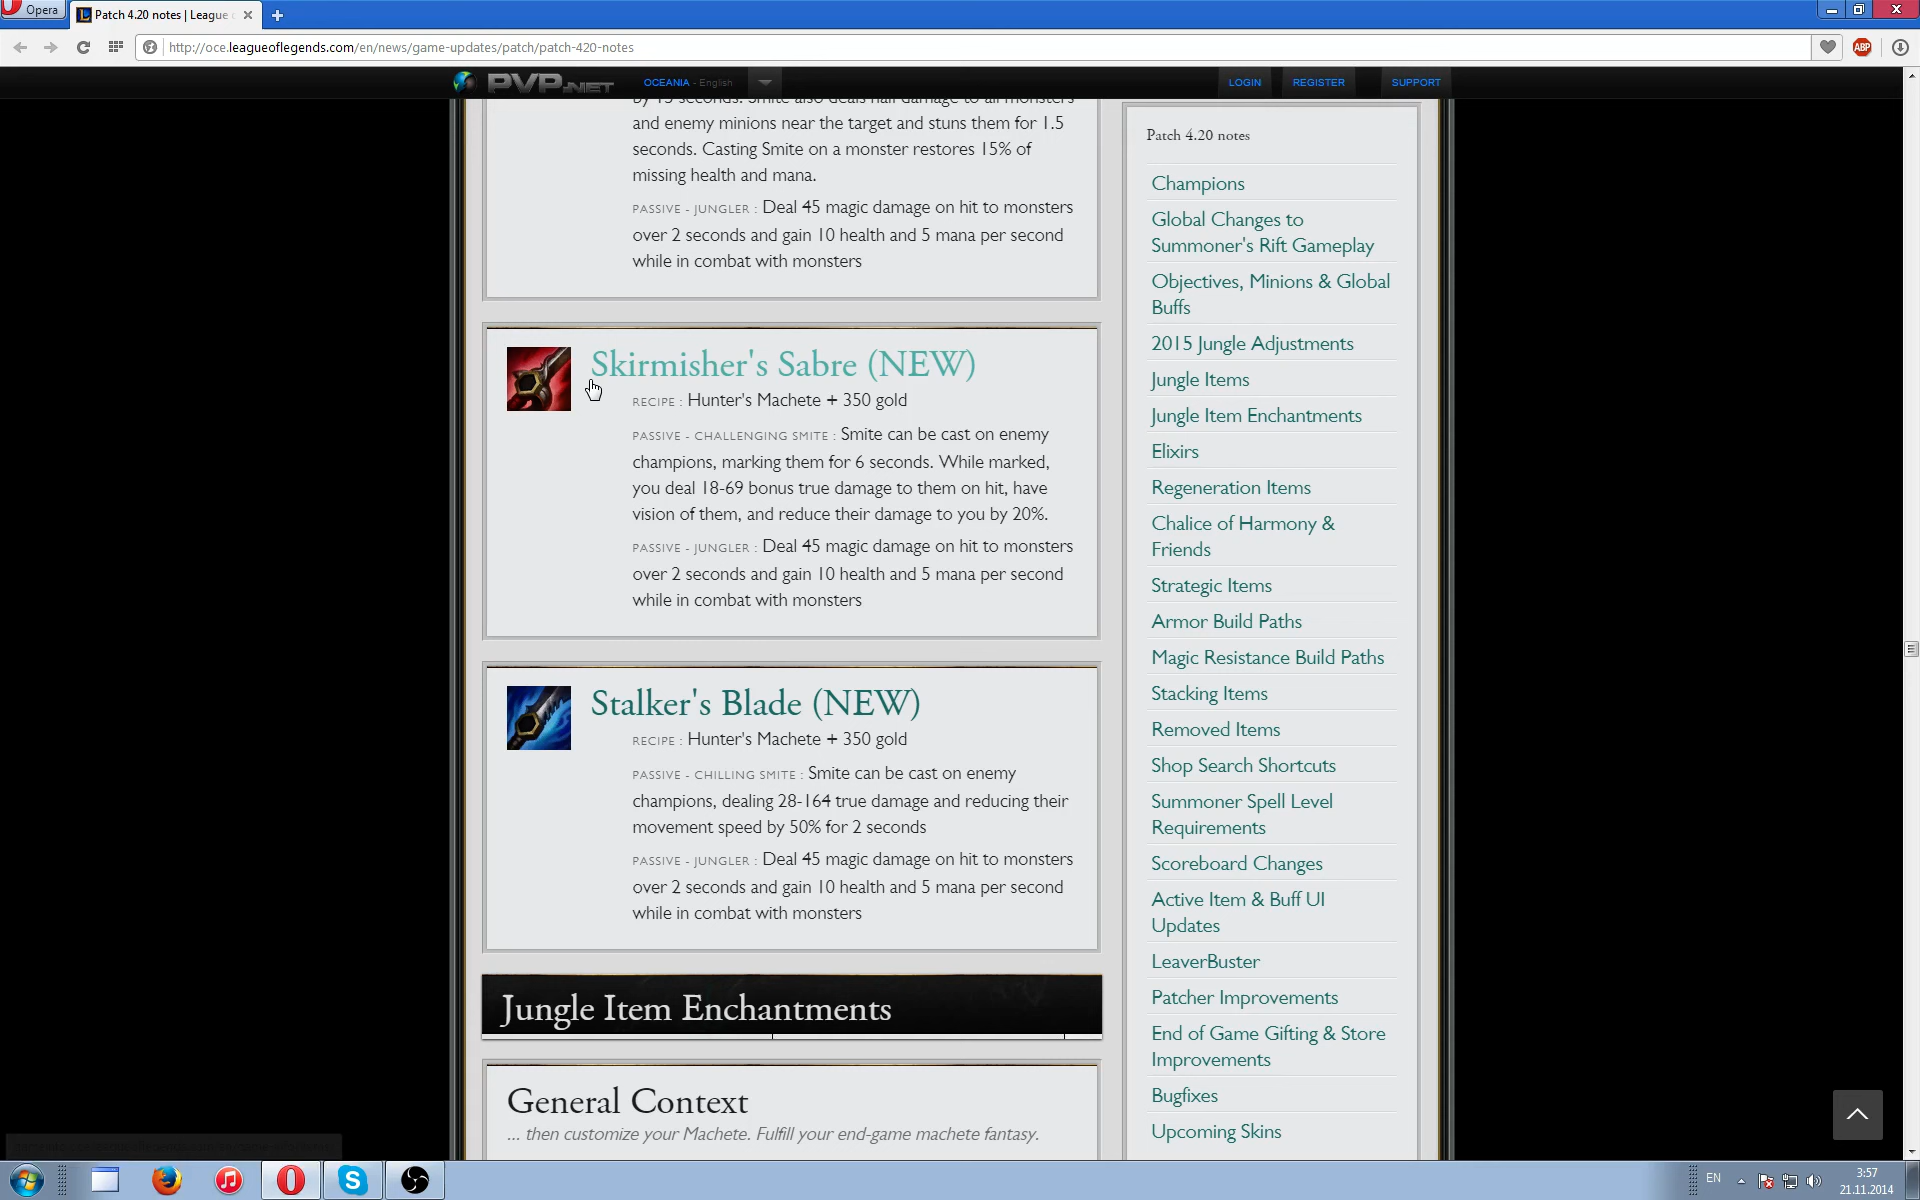 Opera
Patch 4.20 notes | League
http://oce.leagueoflegends.com/en/news/game-updates/patch/patch-420-notes
ABP
PVP.NET
OCEANIA - English
LOGIN
REGISTER
SUPPORT
by 15 seconds. Smite also deals half damage to all monsters
and enemy minions near the target and stuns them for 1.5
seconds. Casting Smite on a monster restores 15% of
missing health and mana.
PASSIVE - JUNGLER : Deal 45 magic damage on hit to monsters
over 2 seconds and gain 10 health and 5 mana per second
while in combat with monsters
Skirmisher's Sabre (NEW)
RECIPE : Hunter's Machete + 350 gold
PASSIVE - CHALLENGING SMITE : Smite can be cast on enemy
champions, marking them for 6 seconds. While marked,
you deal 18-69 bonus true damage to them on hit, have
vision of them, and reduce their damage to you by 20%.
PASSIVE - JUNGLER : Deal 45 magic damage on hit to monsters
over 2 seconds and gain 10 health and 5 mana per second
while in combat with monsters
Stalker's Blade (NEW)
RECIPE : Hunter's Machete + 350 gold
PASSIVE - CHILLING SMITE : Smite can be cast on enemy
champions, dealing 28-164 true damage and reducing their
movement speed by 50% for 2 seconds
PASSIVE - JUNGLER : Deal 45 magic damage on hit to monsters
over 2 seconds and gain 10 health and 5 mana per second
while in combat with monsters
Jungle Item Enchantments
General Context
... then customize your Machete. Fulfill your end-game machete fantasy.
Patch 4.20 notes
Champions
Global Changes to
Summoner's Rift Gameplay
Objectives, Minions & Global
Buffs
2015 Jungle Adjustments
Jungle Items
Jungle Item Enchantments
Elixirs
Regeneration Items
Chalice of Harmony &
Friends
Strategic Items
Armor Build Paths
Magic Resistance Build Paths
Stacking Items
Removed Items
Shop Search Shortcuts
Summoner Spell Level
Requirements
Scoreboard Changes
Active Item & Buff UI
Updates
LeaverBuster
Patcher Improvements
End of Game Gifting & Store
Improvements
Bugfixes
Upcoming Skins
EN
3:57
21.11.2014